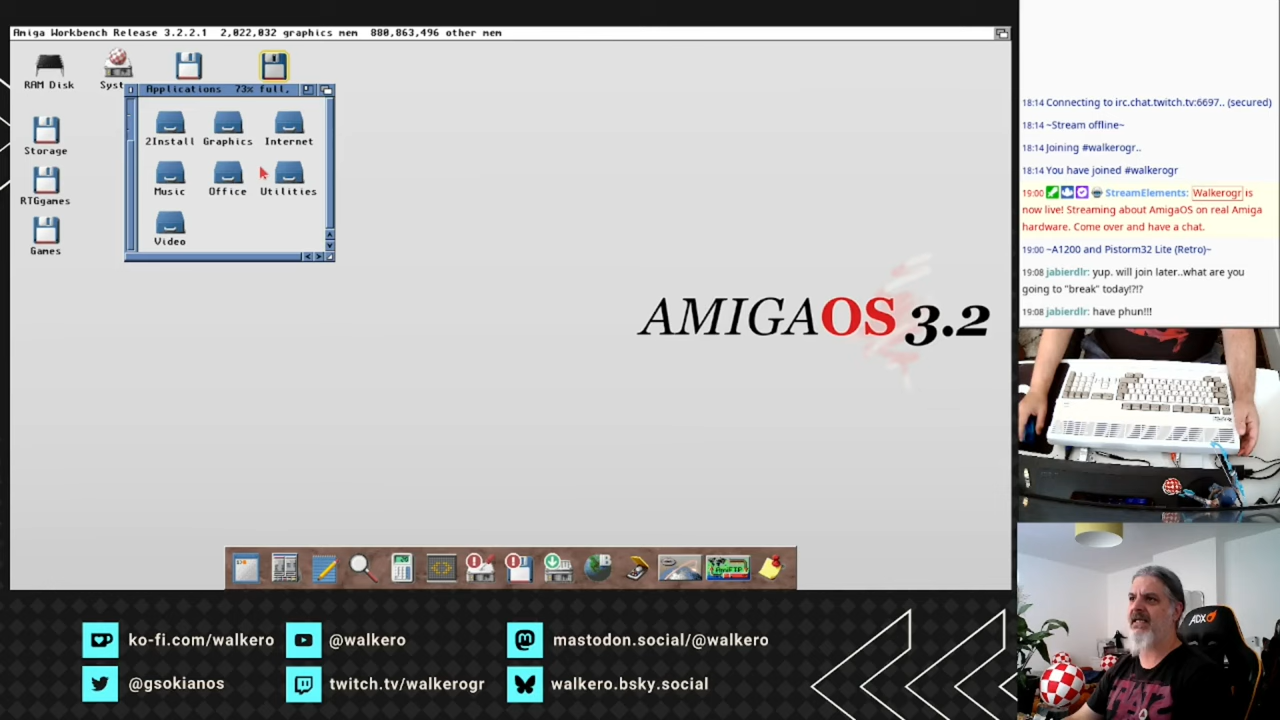 Amiga Workbench Release 3.2.2.1 2,022,032 graphics mem 880,863,496 other mem
RAM Disk
Syst
Applications 73% full,
2Install Graphics Internet
Music Office Utilities
Video
Storage
RTGgames
Games
AMIGAOS 3.2
18:14 Connecting to irc.chat.twitch.tv:6697.. (secured)
18:14 ~Stream offline~
18:14 Joining #walkerogr..
18:14 You have joined #walkerogr
19:00 StreamElements: Walkerogr is
now live! Streaming about AmigaOS on real Amiga
hardware. Come over and have a chat.
19:00 ~A1200 and Pistorm32 Lite (Retro)~
19:08 jabierdlr: yup. will join later..what are you
going to "break" today!?!?
19:08 jabierdlr: have phun!!!
AmiFTP
ADX
ko-fi.com/walkero
@walkero
mastodon.social/@walkero
@gsokianos
twitch.tv/walkerogr
walkero.bsky.social